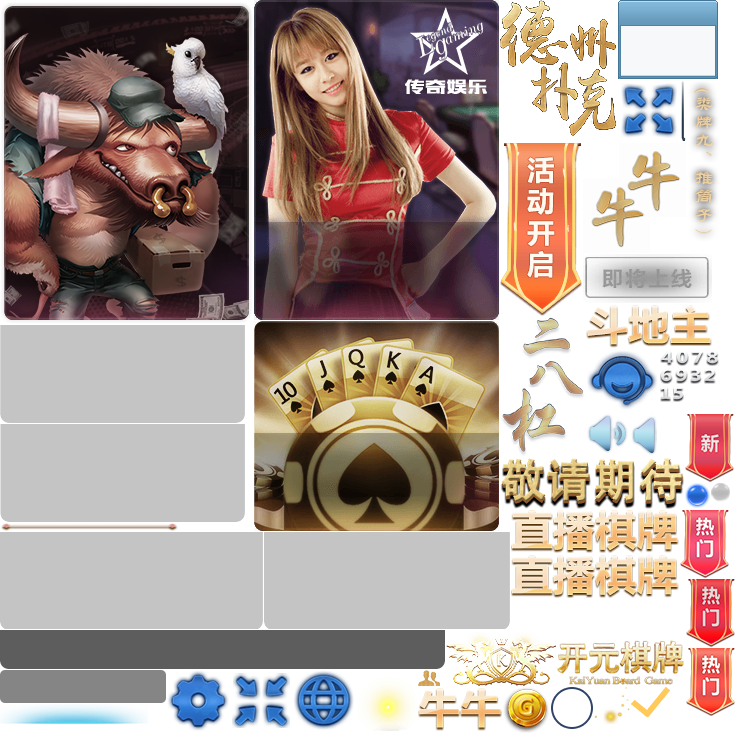 德州
扑克
Legend
gaming
传奇娱乐
活动开启
牛牛
即将上线
斗地主
二八杠
4078
6932
15
10 J Q K A
新
敬请期待
直播棋牌
热门
直播棋牌
热门
开元棋牌
KaiYuan Board Game
K
热门
牛牛
G